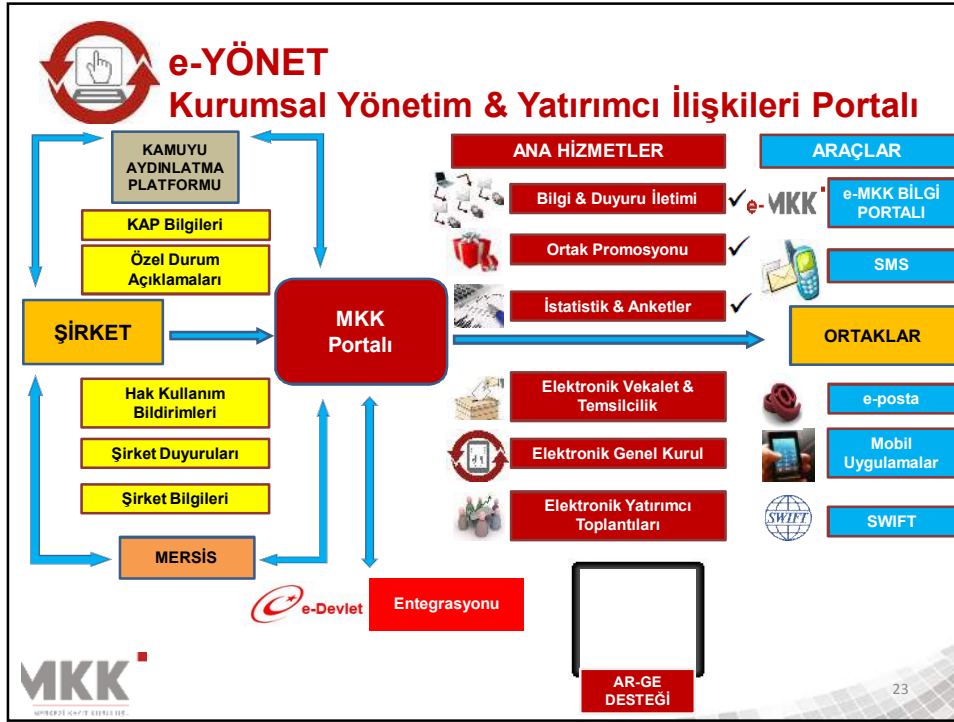 e-YÖNET
Kurumsal Yönetim & Yatırımcı İlişkileri Portalı
KAMUYU
AYDINLATMA
PLATFORMU
KAP Bilgileri
Özel Durum
Açıklamaları
ŞİRKET
MKK
Portalı
Hak Kullanım
Bildirimleri
Şirket Duyuruları
Şirket Bilgileri
MERSİS
e-Devlet
Entegrasyonu
ANA HİZMETLER
Bilgi & Duyuru İletimi
Ortak Promosyonu
İstatistik & Anketler
Elektronik Vekalet &
Temsilcilik
Elektronik Genel Kurul
Elektronik Yatırımcı
Toplantıları
ARAÇLAR
e-MKK
e-MKK BİLGİ
PORTALI
SMS
ORTAKLAR
e-posta
Mobil
Uygulamalar
SWIFT
SWIFT
AR-GE
DESTEĞİ
MKK
MERKEZİ KAYIT KURULUŞU
23